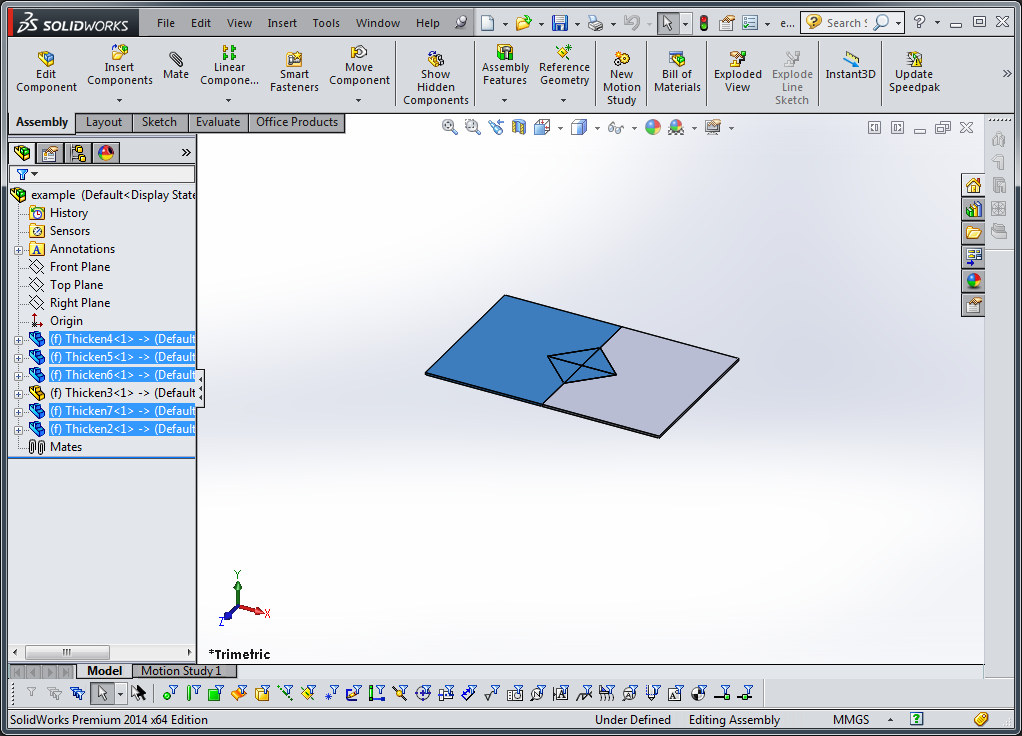 SOLIDWORKS File Edit View Insert Tools Window Help e... Search S
Edit Component
Insert Components
Mate
Linear Compone...
Smart Fasteners
Move Component
Show Hidden Components
Assembly Features
Reference Geometry
New Motion Study
Bill of Materials
Exploded View
Explode Line Sketch
Instant3D
Update Speedpak
Assembly Layout Sketch Evaluate Office Products
example (Default<Display State
History
Sensors
Annotations
Front Plane
Top Plane
Right Plane
Origin
(f) Thicken4<1> -> (Default
(f) Thicken5<1> -> (Default
(f) Thicken6<1> -> (Default
(f) Thicken3<1> -> (Default
(f) Thicken7<1> -> (Default
(f) Thicken2<1> -> (Default
Mates
Y
X
Z
*Trimetric
Model Motion Study 1
SolidWorks Premium 2014 x64 Edition Under Defined Editing Assembly MMGS